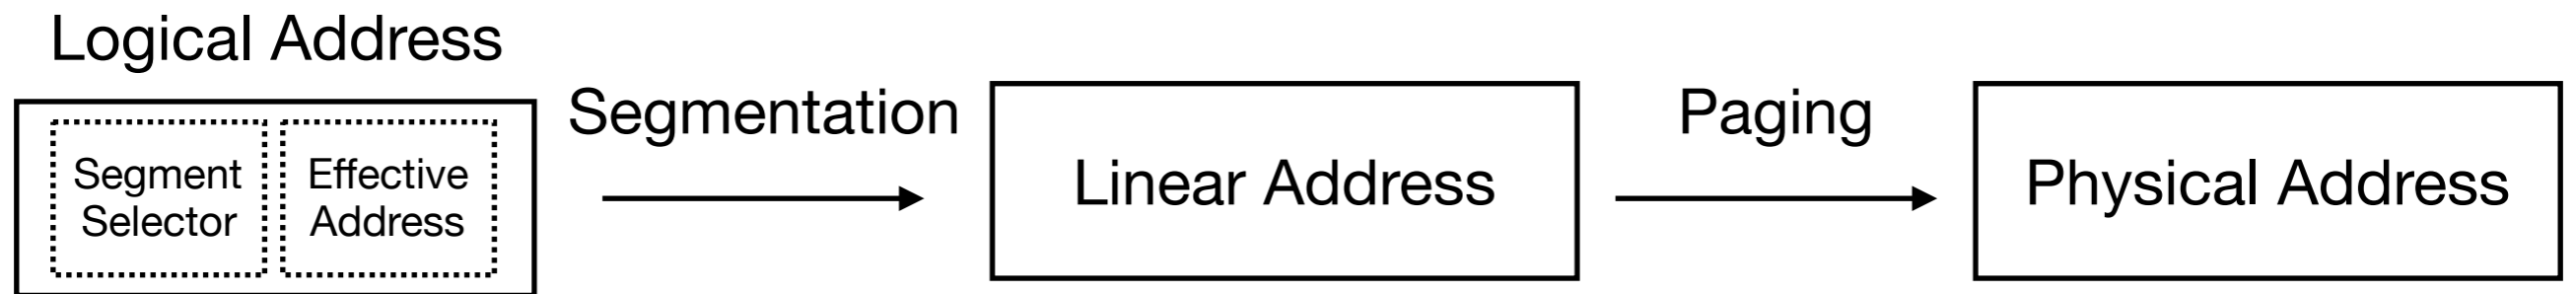 Logical Address
Segment
Selector
Effective
Address
Segmentation
Linear Address
Paging
Physical Address